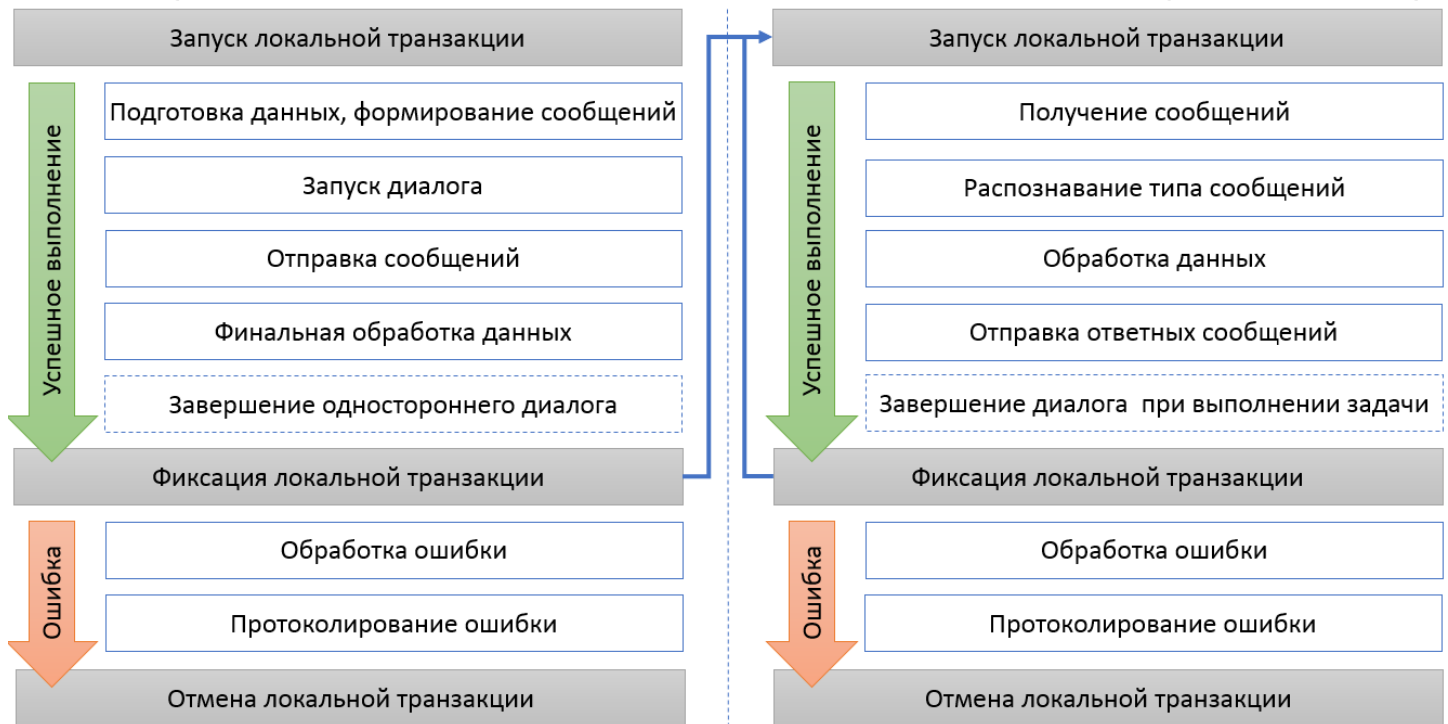 Запуск локальной транзакции
Успешное выполнение
Подготовка данных, формирование сообщений
Запуск диалога
Отправка сообщений
Финальная обработка данных
Завершение одностороннего диалога
Фиксация локальной транзакции
Ошибка
Обработка ошибки
Протоколирование ошибки
Отмена локальной транзакции
Запуск локальной транзакции
Успешное выполнение
Получение сообщений
Распознавание типа сообщений
Обработка данных
Отправка ответных сообщений
Завершение диалога при выполнении задачи
Фиксация локальной транзакции
Ошибка
Обработка ошибки
Протоколирование ошибки
Отмена локальной транзакции